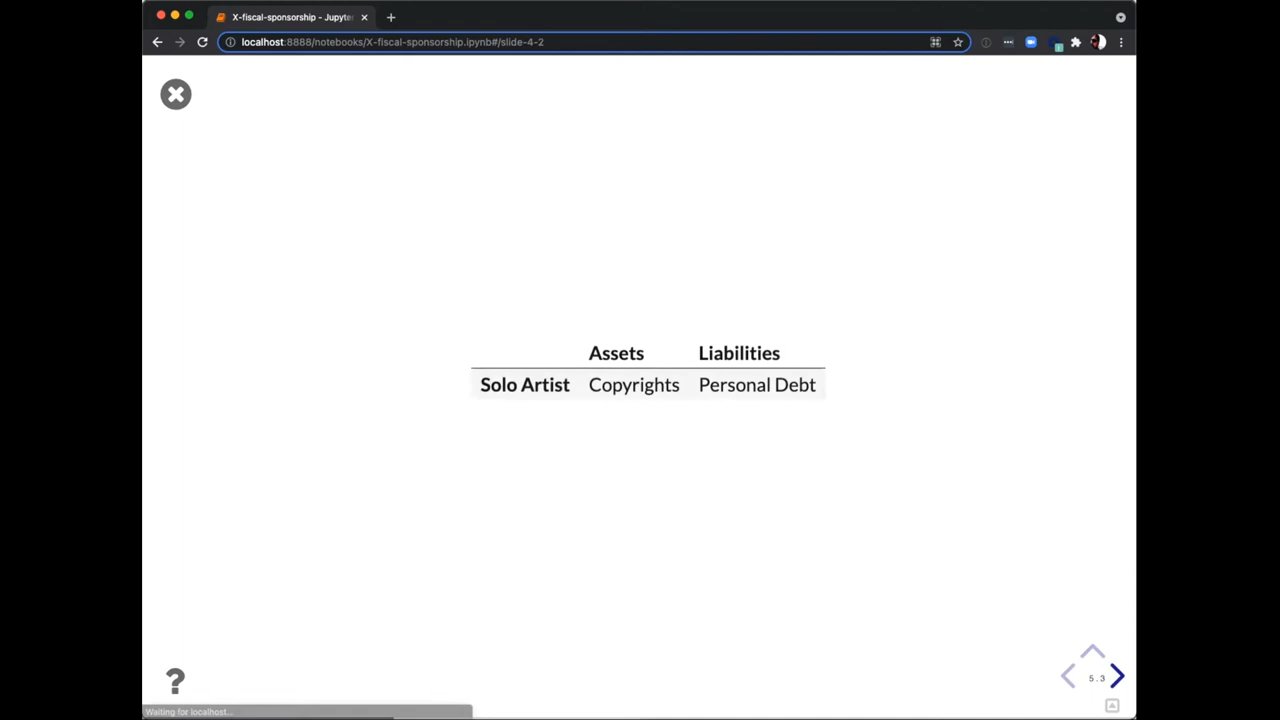 X-fiscal-sponsorship - Jupyte
localhost:8888/notebooks/X-fiscal-sponsorship.ipynb#/slide-4-2
Assets Liabilities
Solo Artist Copyrights Personal Debt
5.3
?
Waiting for localhost...